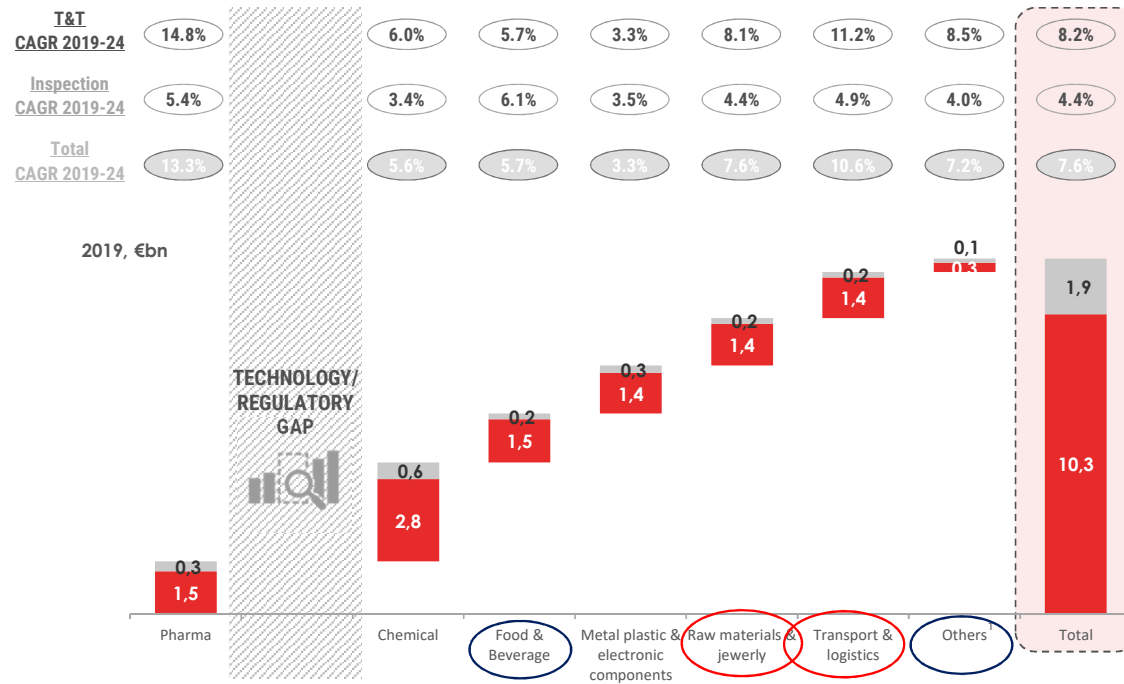 T&T
CAGR 2019-24
14.8%
6.0%
5.7%
3.3%
8.1%
11.2%
8.5%
8.2%
Inspection
CAGR 2019-24
5.4%
3.4%
6.1%
3.5%
4.4%
4.9%
4.0%
4.4%
Total
CAGR 2019-24
13.3%
5.6%
5.7%
3.3%
7.6%
10.6%
7.2%
7.6%
2019, €bn
TECHNOLOGY/
REGULATORY
GAP
0,3
1,5
0,6
2,8
0,2
1,5
0,3
1,4
0,2
1,4
0,2
1,4
0,1
0,3
1,9
10,3
Pharma
Chemical
Food &
Beverage
Metal plastic &
electronic
components
Raw materials &
jewerly
Transport &
logistics
Others
Total